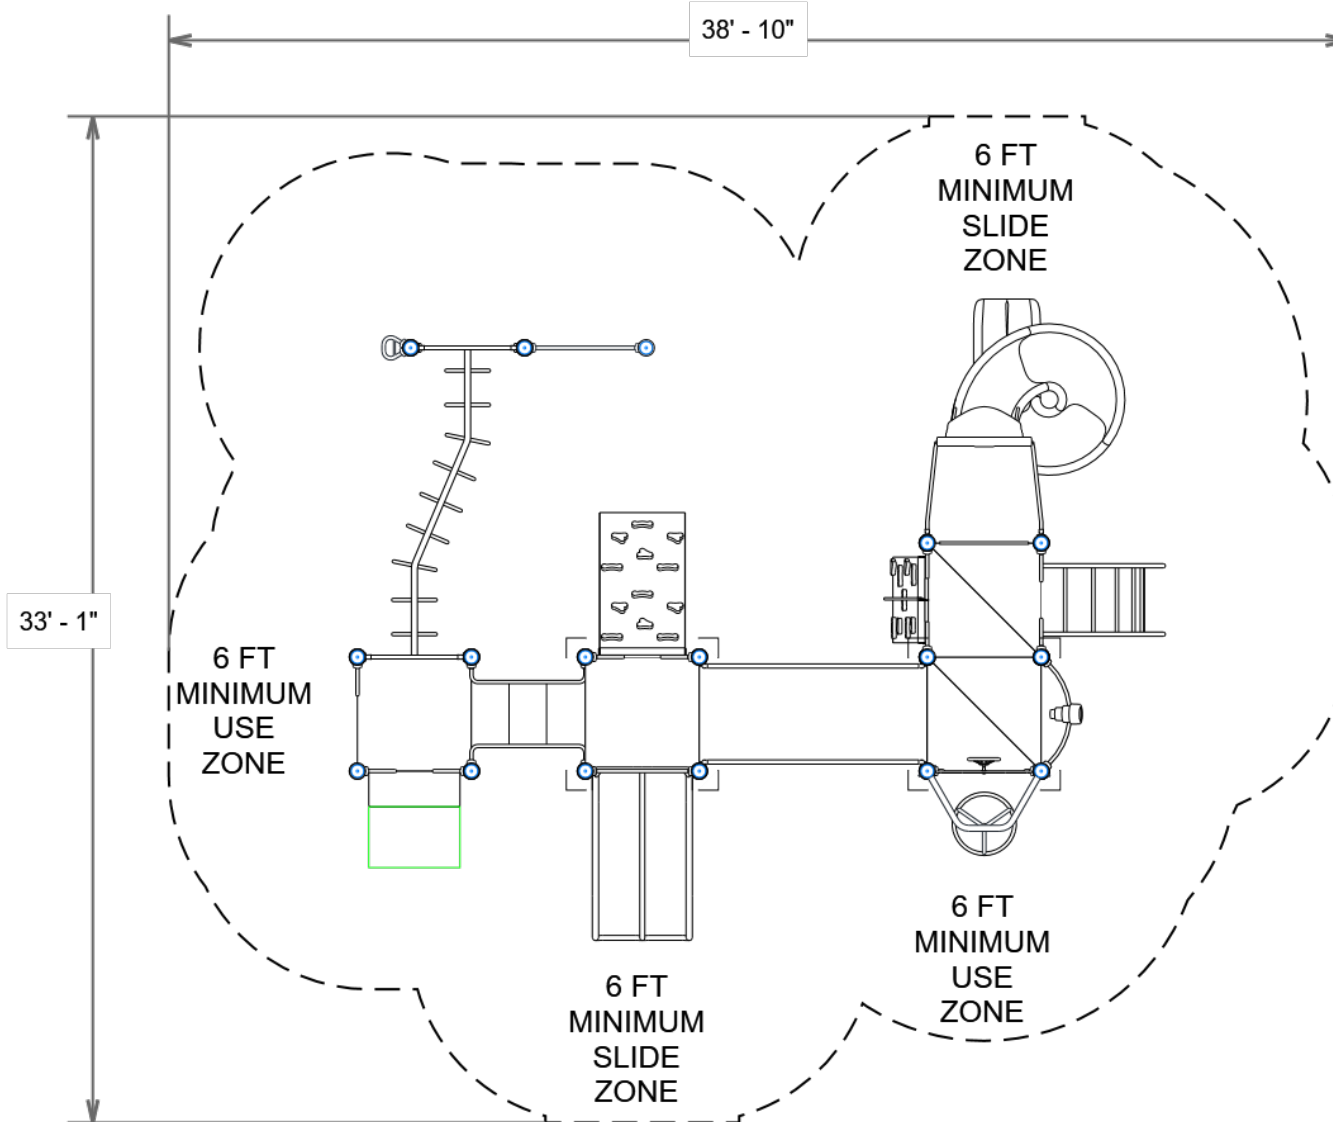 38' - 10"
6 FT
MINIMUM
SLIDE
ZONE
33' - 1"
6 FT
MINIMUM
USE
ZONE
6 FT
MINIMUM
USE
ZONE
6 FT
MINIMUM
SLIDE
ZONE